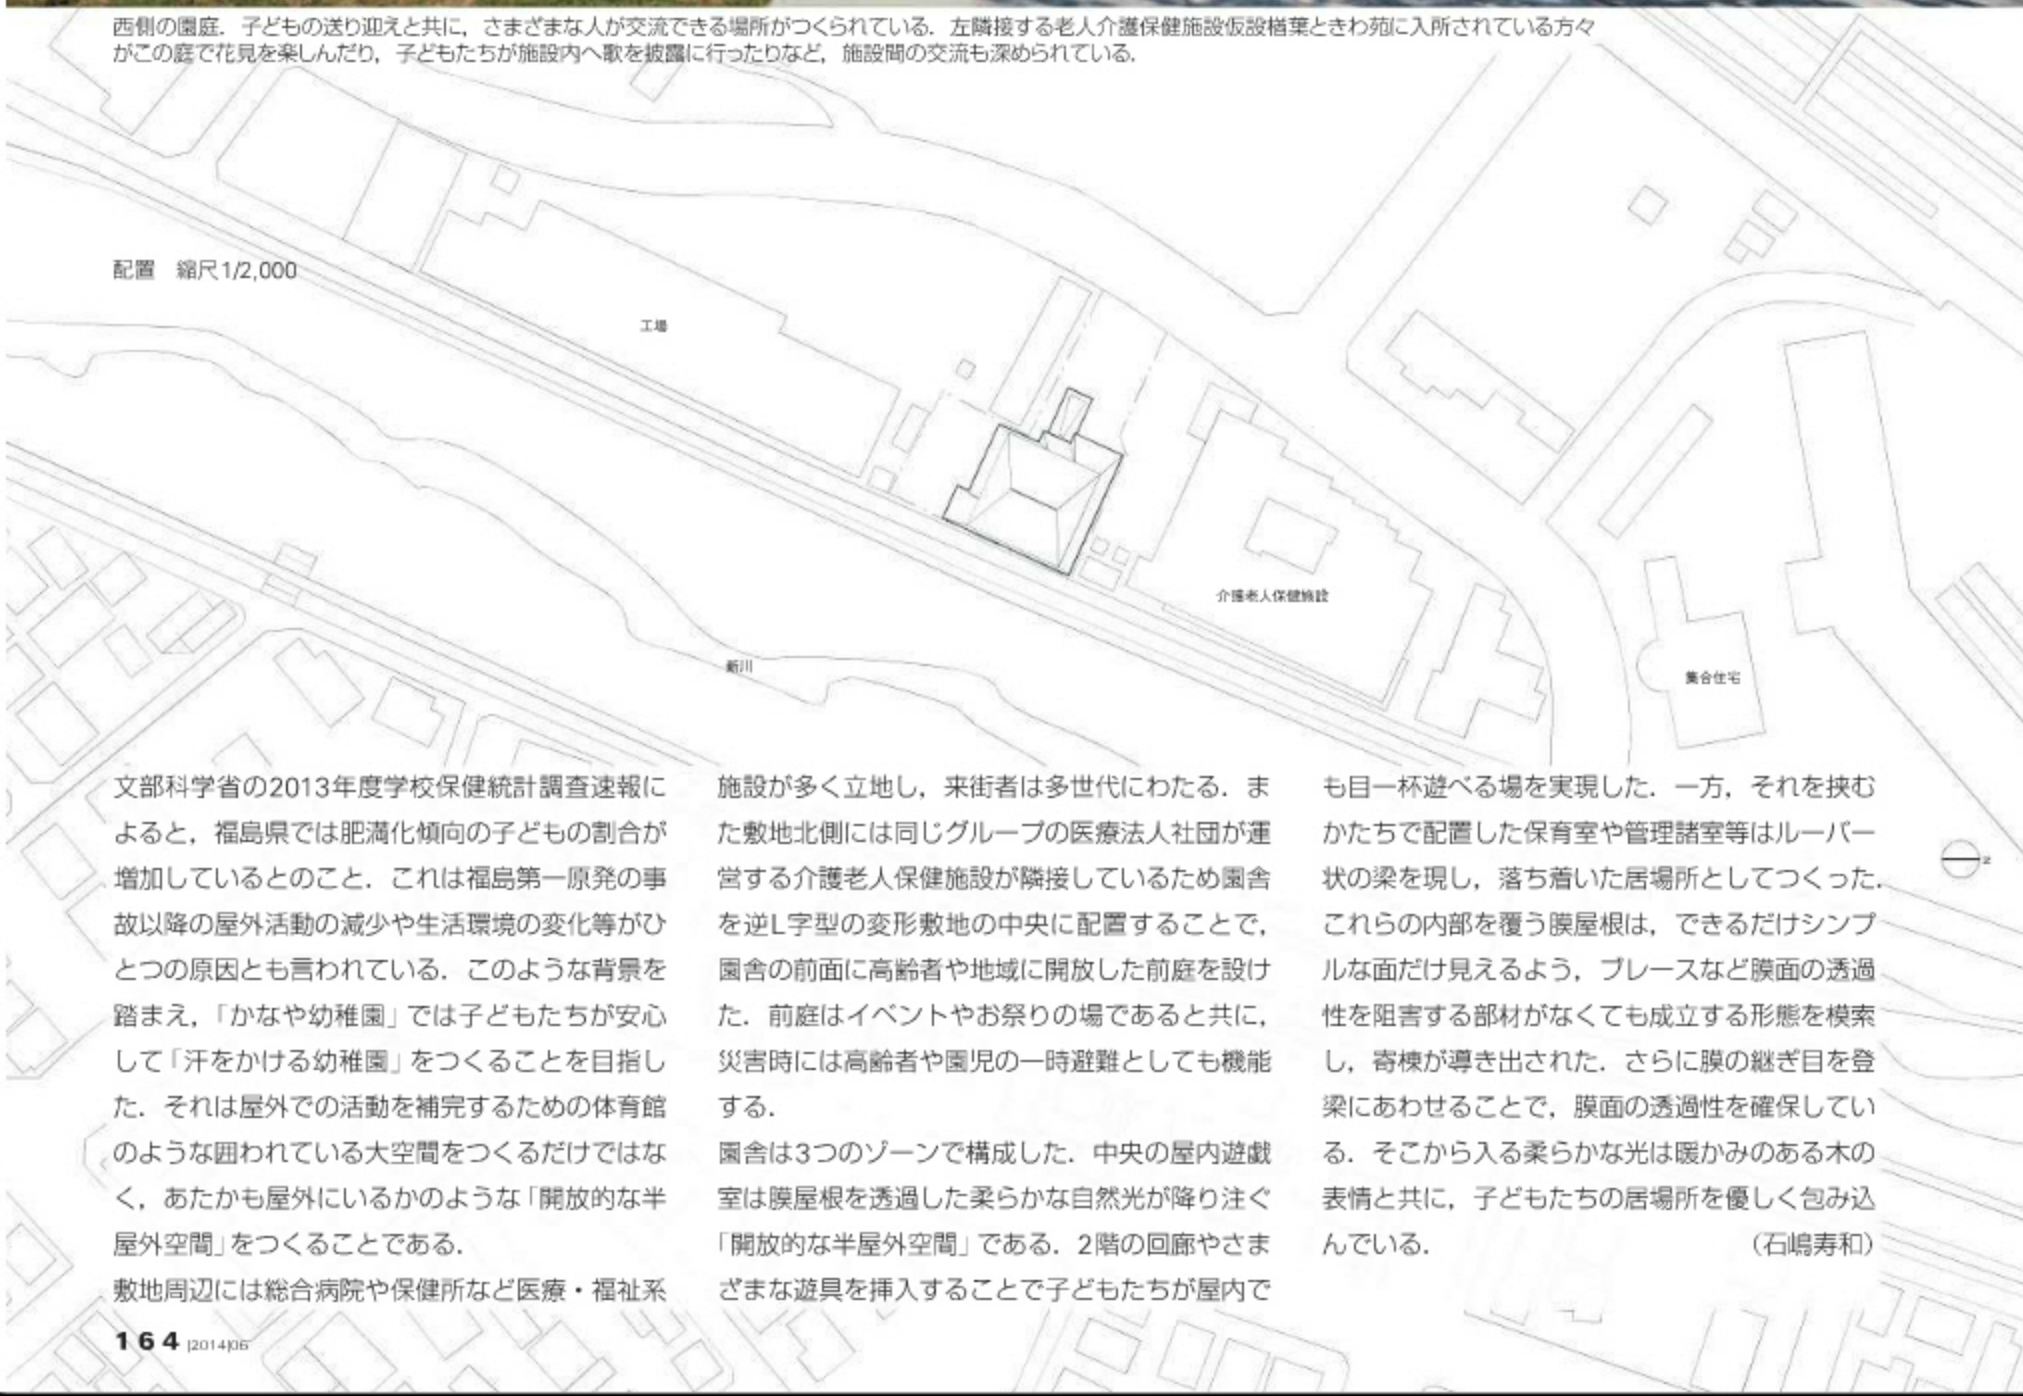 西側の園庭．子どもの送り迎えと共に，さまざまな人が交流できる場所がつくられている．左隣接する老人介護保健施設仮設楢葉ときわ苑に入所されている方々
がこの庭で花見を楽しんだり，子どもたちが施設内へ歌を披露に行ったりなど，施設間の交流も深められている．
配置　縮尺1/2,000
工場
介護老人保健施設
新川
集合住宅
N
文部科学省の2013年度学校保健統計調査速報に
よると，福島県では肥満化傾向の子どもの割合が
増加しているとのこと．これは福島第一原発の事
故以降の屋外活動の減少や生活環境の変化等がひ
とつの原因とも言われている．このような背景を
踏まえ，「かなや幼稚園」では子どもたちが安心
して「汗をかける幼稚園」をつくることを目指し
た．それは屋外での活動を補完するための体育館
のような囲われている大空間をつくるだけではな
く，あたかも屋外にいるかのような「開放的な半
屋外空間」をつくることである．
敷地周辺には総合病院や保健所など医療・福祉系
施設が多く立地し，来街者は多世代にわたる．ま
た敷地北側には同じグループの医療法人社団が運
営する介護老人保健施設が隣接しているため園舎
を逆L字型の変形敷地の中央に配置することで，
園舎の前面に高齢者や地域に開放した前庭を設け
た．前庭はイベントやお祭りの場であると共に，
災害時には高齢者や園児の一時避難としても機能
する．
園舎は3つのゾーンで構成した．中央の屋内遊戯
室は膜屋根を透過した柔らかな自然光が降り注ぐ
「開放的な半屋外空間」である．2階の回廊やさま
ざまな遊具を挿入することで子どもたちが屋内で
も目一杯遊べる場を実現した．一方，それを挟む
かたちで配置した保育室や管理諸室等はルーバー
状の梁を現し，落ち着いた居場所としてつくった．
これらの内部を覆う膜屋根は，できるだけシンプ
ルな面だけ見えるよう，ブレースなど膜面の透過
性を阻害する部材がなくても成立する形態を模索
し，寄棟が導き出された．さらに膜の継ぎ目を登
梁にあわせることで，膜面の透過性を確保してい
る．そこから入る柔らかな光は暖かみのある木の
表情と共に，子どもたちの居場所を優しく包み込
んでいる．　（石嶋寿和）
164 |2014|06